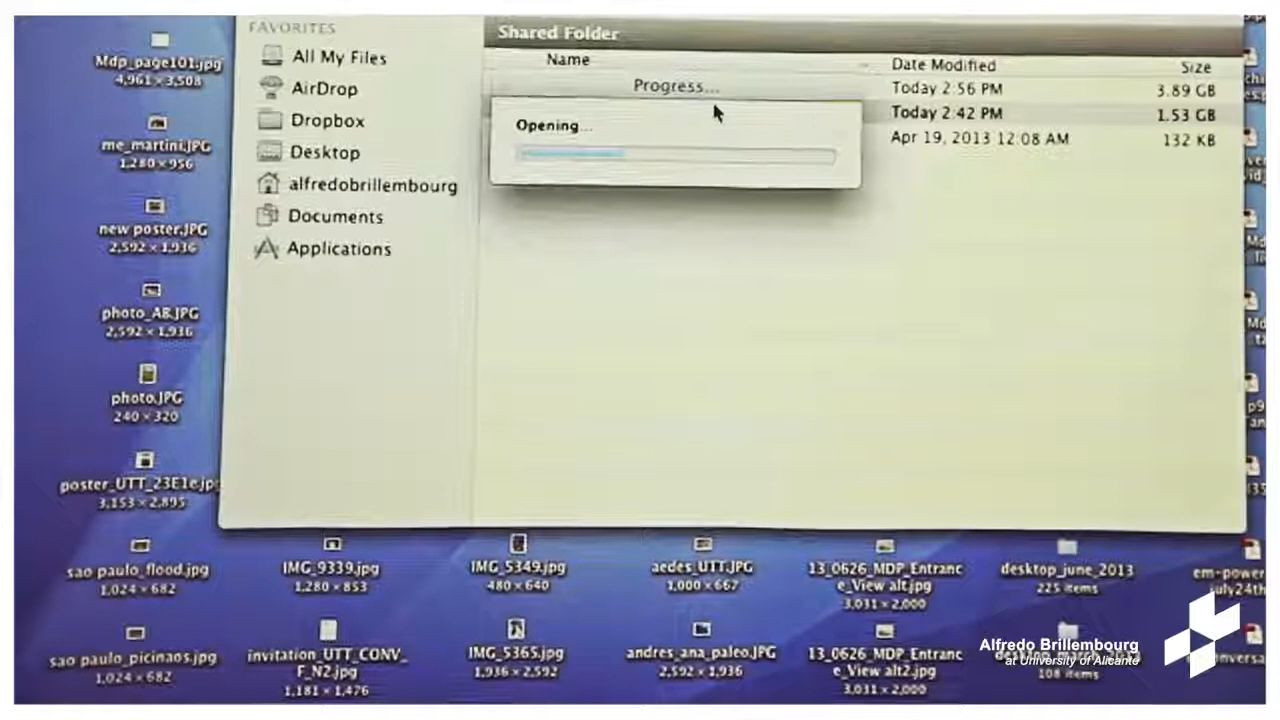 FAVORITES
All My Files
AirDrop
Dropbox
Desktop
alfredobrillembourg
Documents
Applications
Shared Folder
Name
Date Modified
Size
Progress...
Opening...
Today 2:56 PM
3.89 GB
Today 2:42 PM
1.53 GB
Apr 19, 2013 12:08 AM
132 KB
Mdp_page101.jpg
4,961 × 3,508
me_martini.JPG
1,280 × 956
new poster.JPG
2,592 × 1,936
photo_AB.JPG
2,592 × 1,936
photo.JPG
240 × 320
poster_UTT_23E1e.jpg
3,153 × 2,895
sao paulo_flood.jpg
1,024 × 682
IMG_9339.jpg
1,280 × 853
IMG_5349.jpg
480 × 640
aedes_UTT.JPG
1,000 × 667
13_0626_MDP_Entranc
e_View alt.jpg
3,031 × 2,000
desktop_june_2013
225 items
em-power
july24th
sao paulo_picinaos.jpg
1,024 × 682
invitation_UTT_CONV_
F_N2.jpg
1,181 × 1,476
IMG_5365.jpg
1,936 × 2,592
andres_ana_paleo.JPG
2,592 × 1,936
13_0626_MDP_Entranc
e_View alt2.jpg
3,031 × 2,000
108 items
Alfredo Brillembourg
at University of Alicante